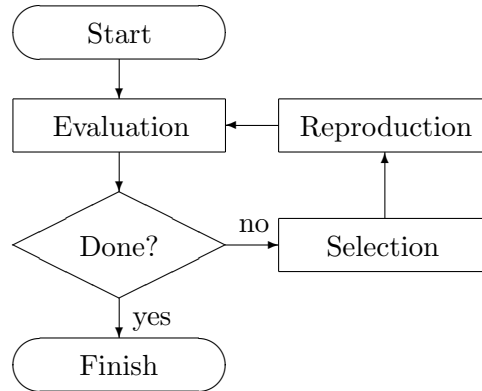 Start
Evaluation
Reproduction
Done?
no
Selection
yes
Finish